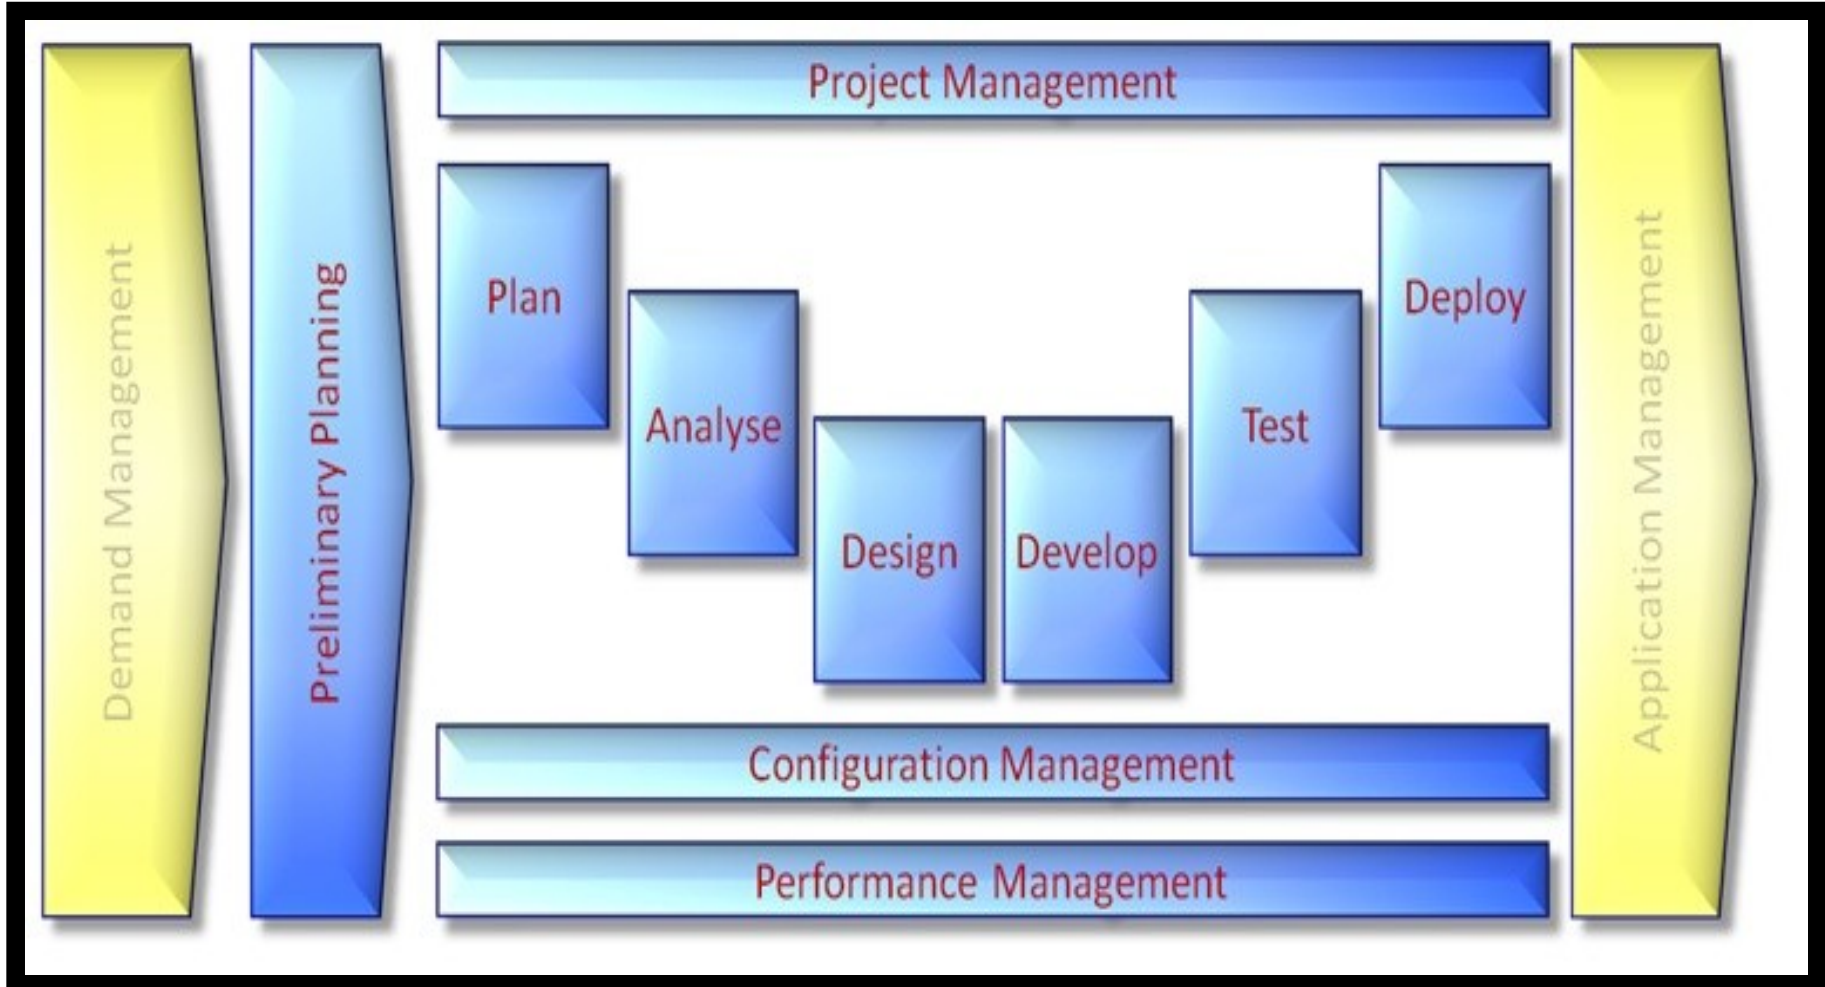 Demand Management
Preliminary Planning
Project Management
Plan
Analyse
Design
Develop
Test
Deploy
Configuration Management
Performance Management
Application Management